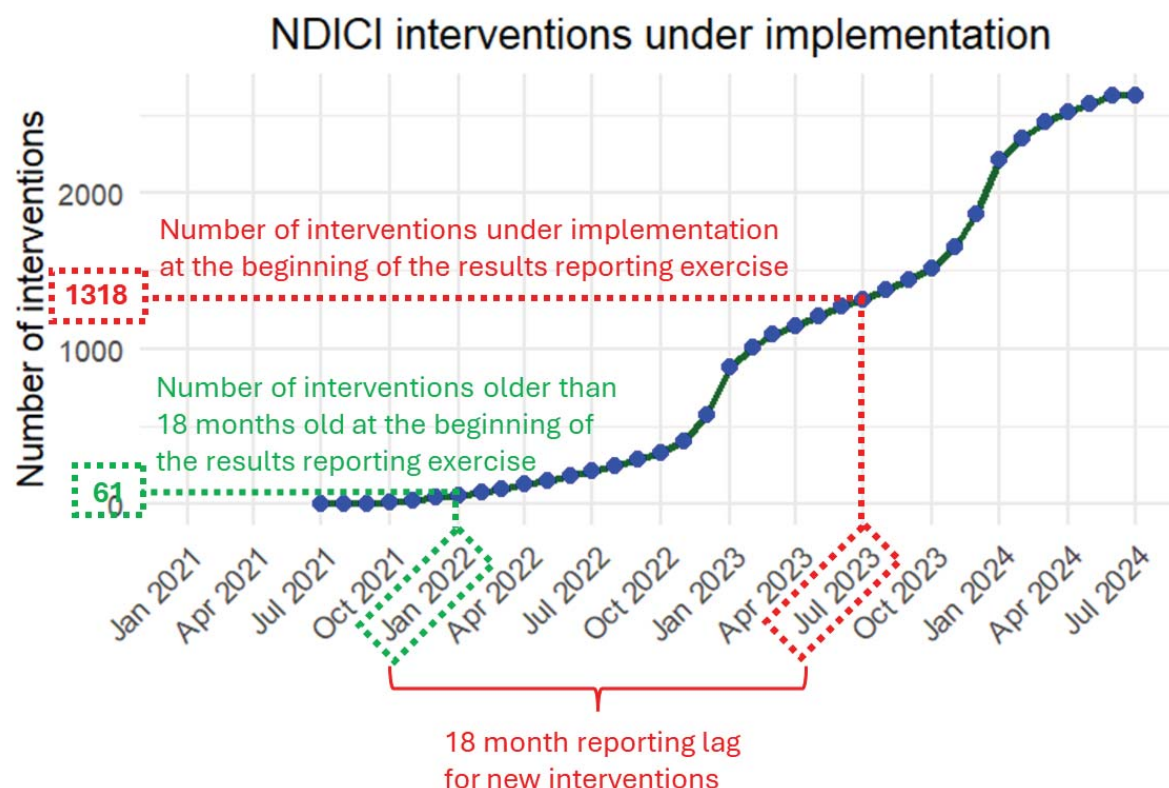 NDICI interventions under implementation
Number of interventions
2000
1000
0
Number of interventions under implementation
at the beginning of the results reporting exercise
1318
Number of interventions older than
18 months old at the beginning of
the results reporting exercise
61
Jan 2021
Apr 2021
Jul 2021
Oct 2021
Jan 2022
Apr 2022
Jul 2022
Oct 2022
Jan 2023
Apr 2023
Jul 2023
Oct 2023
Jan 2024
Apr 2024
Jul 2024
18 month reporting lag
for new interventions